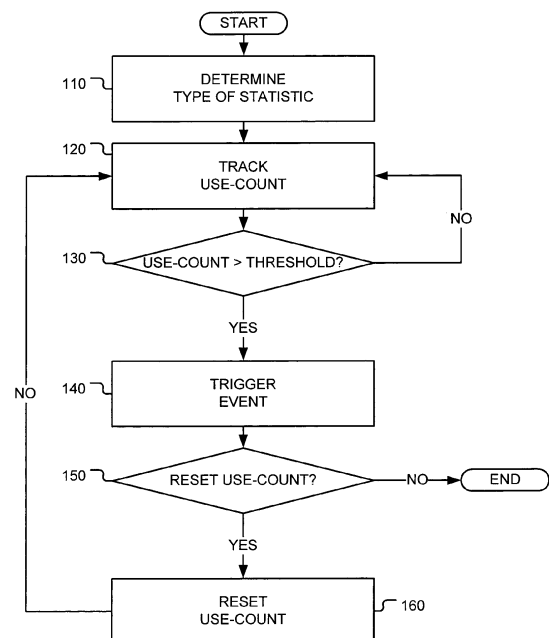 START
110
DETERMINE
TYPE OF STATISTIC
120
TRACK
USE-COUNT
NO
130
USE-COUNT > THRESHOLD?
YES
NO
140
TRIGGER
EVENT
150
RESET USE-COUNT?
NO
END
YES
RESET
USE-COUNT
160